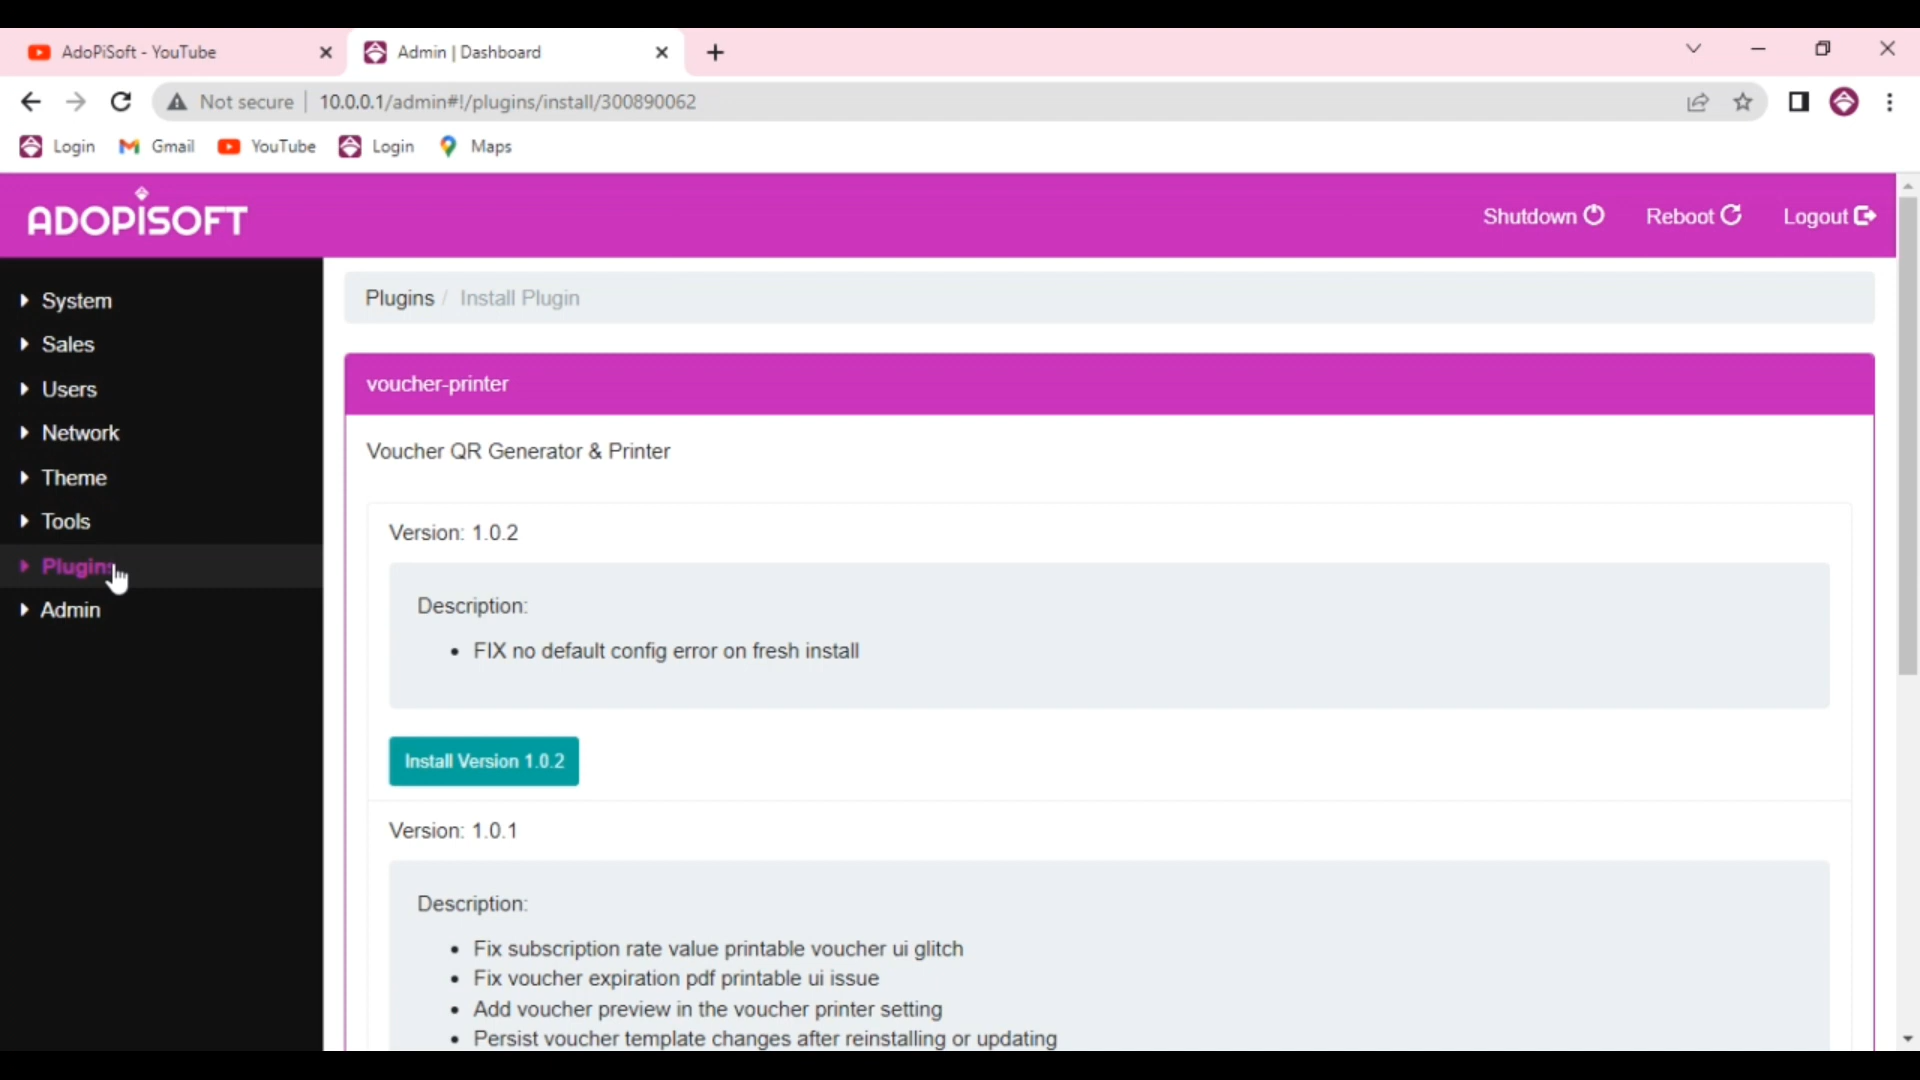 AdoPiSoft - YouTube
Admin | Dashboard
Not secure
10.0.0.1/admin#!/plugins/install/300890062
Login
Gmail
YouTube
Login
Maps
ADOPISOFT
Shutdown
Reboot
Logout
System
Sales
Users
Network
Theme
Tools
Plugins
Admin
Plugins / Install Plugin
voucher-printer
Voucher QR Generator & Printer
Version: 1.0.2
Description:
• FIX no default config error on fresh install
Install Version 1.0.2
Version: 1.0.1
Description:
• Fix subscription rate value printable voucher ui glitch
• Fix voucher expiration pdf printable ui issue
• Add voucher preview in the voucher printer setting
• Persist voucher template changes after reinstalling or updating